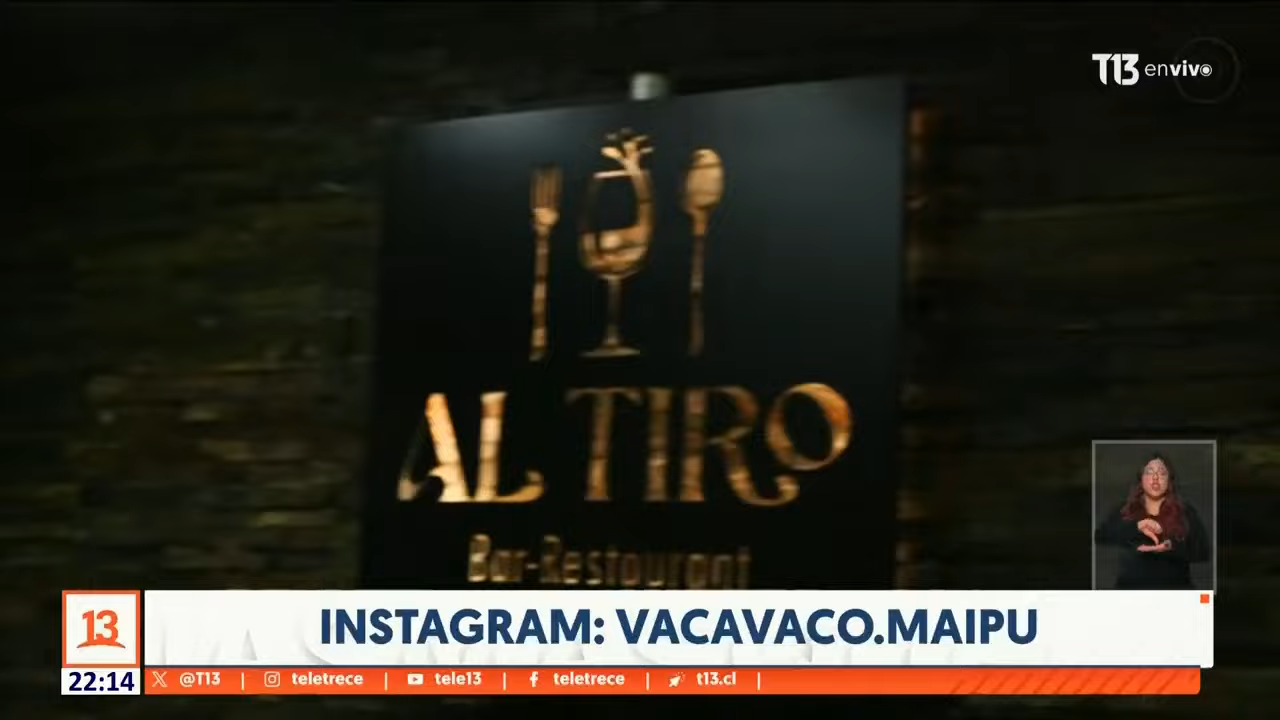 T13 en vivo
AL TIRO
Bar-Restaurant
13
INSTAGRAM: VACAVACO.MAIPU
22:14
@T13 | teletrece | tele13 | teletrece | t13.cl |